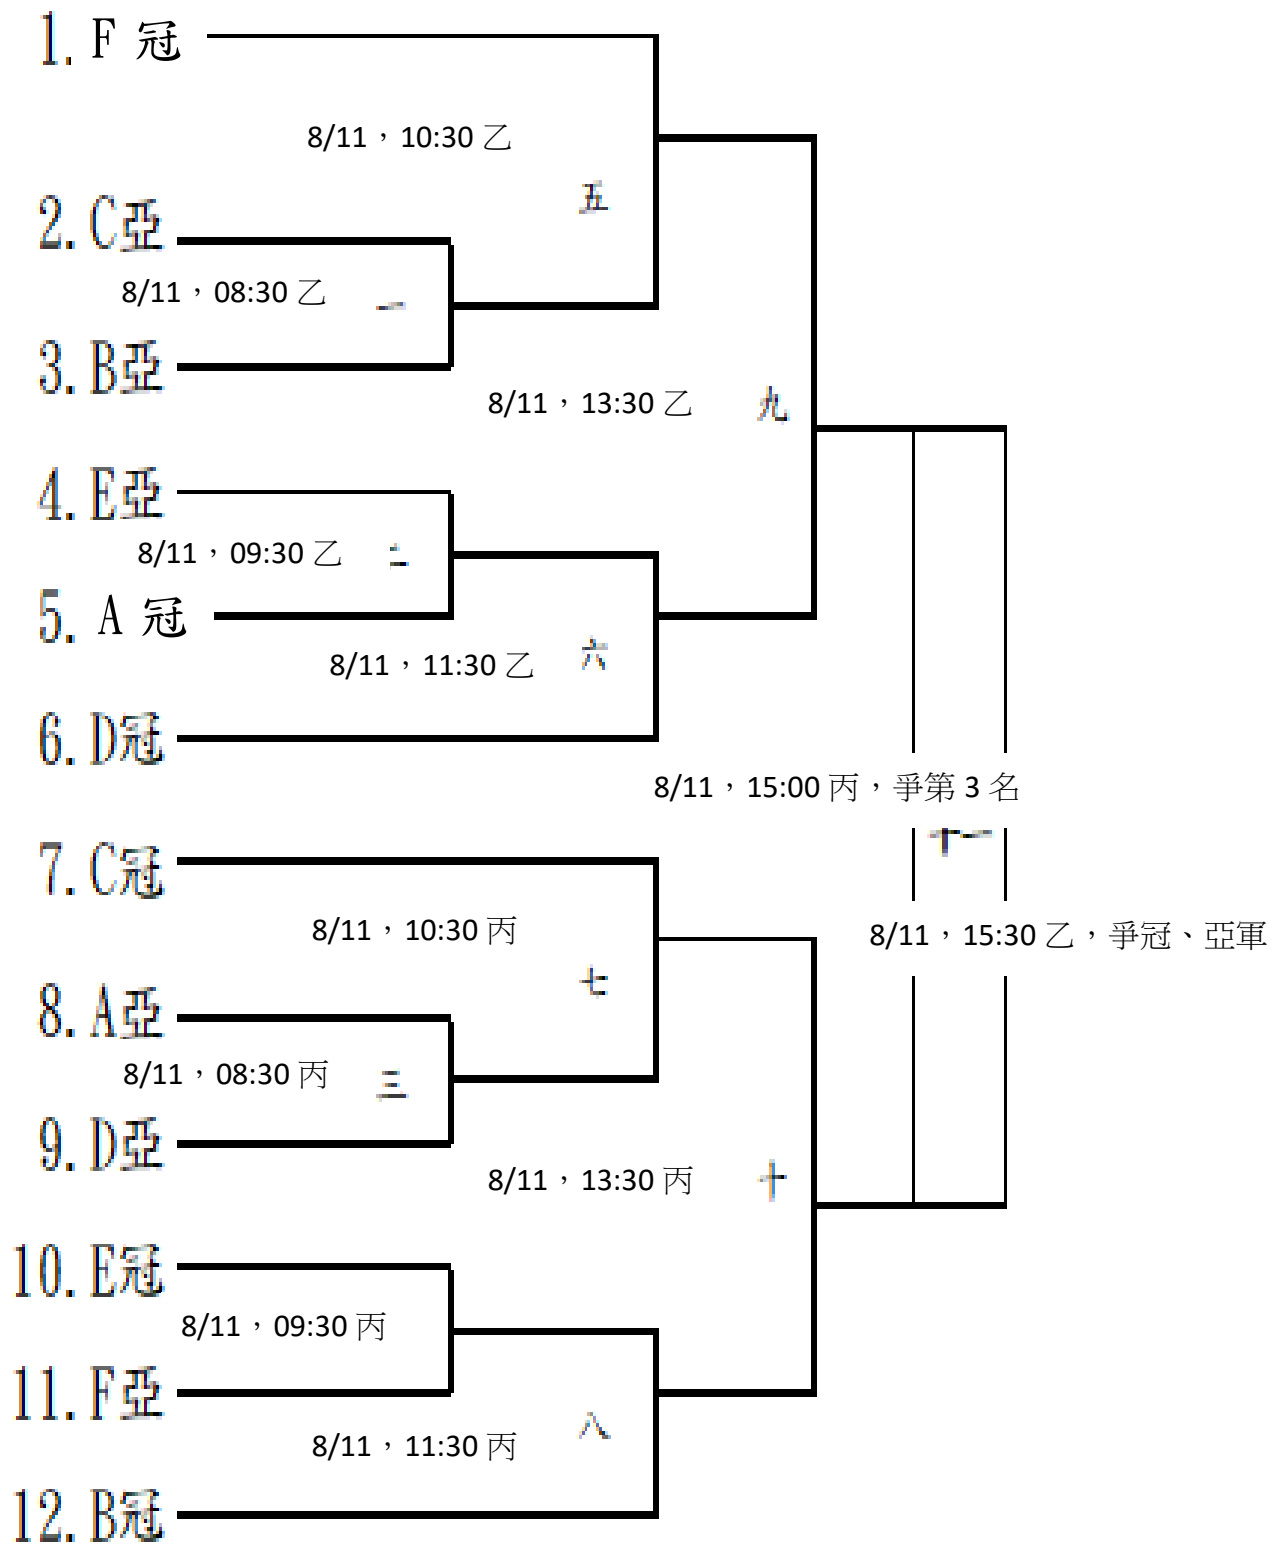 1. F 冠
8/11，10:30 乙
五
2. C亞
8/11，08:30 乙
一
3. B亞
8/11，13:30 乙
九
4. E亞
8/11，09:30 乙
二
5. A 冠
8/11，11:30 乙
六
6. D冠
8/11，15:00 丙，爭第 3 名
十一
7. C冠
8/11，10:30 丙
8/11，15:30 乙，爭冠、亞軍
七
8. A亞
8/11，08:30 丙
三
9. D亞
8/11，13:30 丙
十
10. E冠
8/11，09:30 丙
11. F亞
八
8/11，11:30 丙
12. B冠